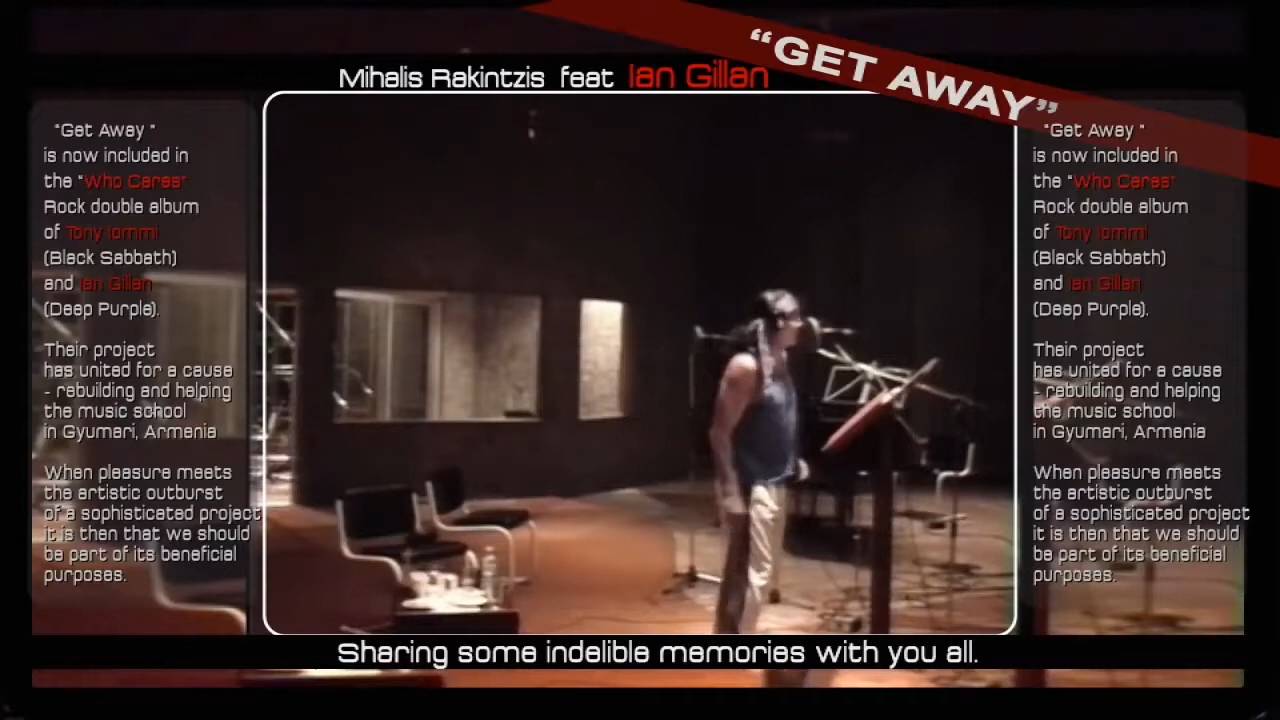 “GET AWAY”
Mihalis Rakintzis feat Ian Gillan
“Get Away ”
is now included in
the “Who Cares”
Rock double album
of Tony Iommi
(Black Sabbath)
and Ian Gillan
(Deep Purple).
Their project
has united for a cause
- rebuilding and helping
the music school
in Gyumari, Armenia
When pleasure meets
the artistic outburst
of a sophisticated project
it is then that we should
be part of its beneficial
purposes.
“Get Away ”
is now included in
the “Who Cares”
Rock double album
of Tony Iommi
(Black Sabbath)
and Ian Gillan
(Deep Purple).
Their project
has united for a cause
- rebuilding and helping
the music school
in Gyumari, Armenia
When pleasure meets
the artistic outburst
of a sophisticated project
it is then that we should
be part of its beneficial
purposes.
Sharing some indelible memories with you all.